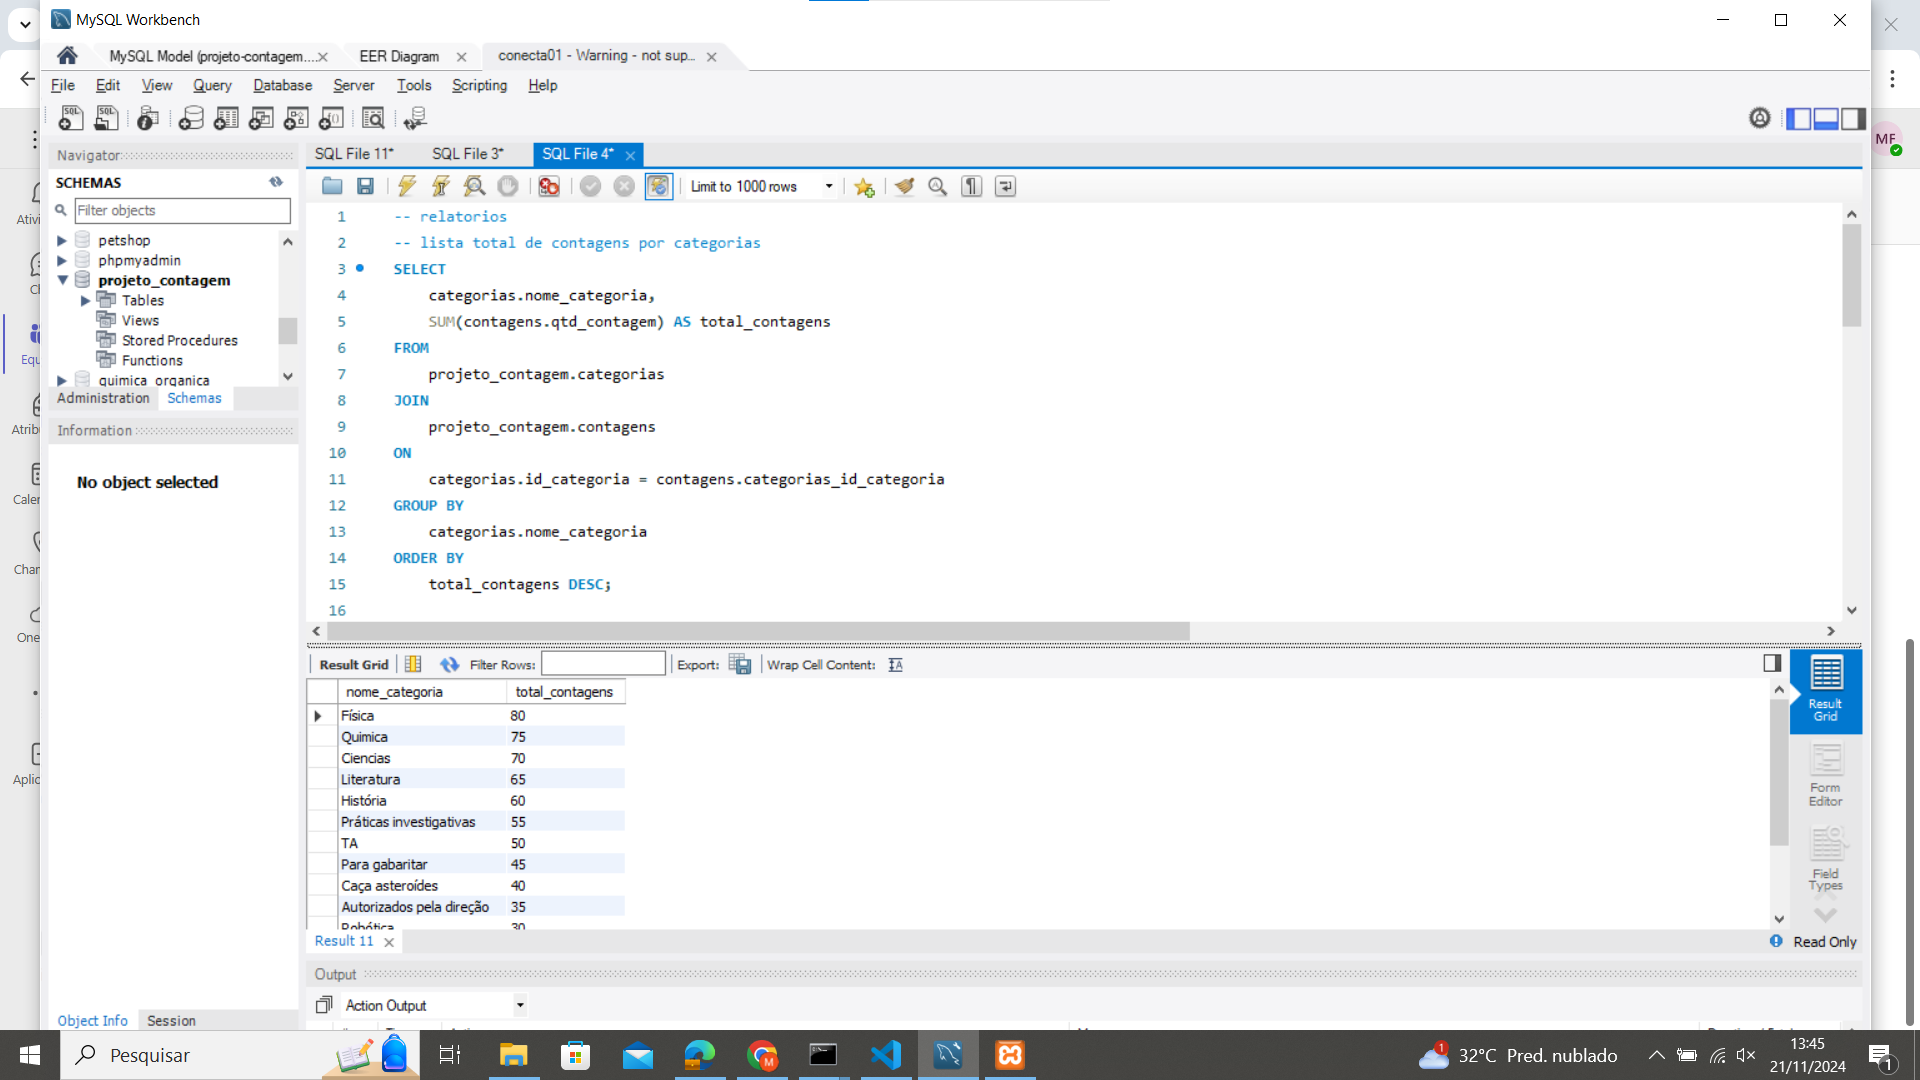 MySQL Workbench
MySQL Model (projeto-contagem....
EER Diagram
conecta01 - Warning - not sup...
File Edit View Query Database Server Tools Scripting Help
SQL
SQL
MF
Navigator
SQL File 11*
SQL File 3*
SQL File 4*
SCHEMAS
Limit to 1000 rows
Filter objects
petshop
phpmyadmin
projeto_contagem
Tables
Views
Stored Procedures
Functions
quimica_organica
Administration Schemas
Information
No object selected
Object Info Session
1 -- relatorios
2 -- lista total de contagens por categorias
3 SELECT
4 categorias.nome_categoria,
5 SUM(contagens.qtd_contagem) AS total_contagens
6 FROM
7 projeto_contagem.categorias
8 JOIN
9 projeto_contagem.contagens
10 ON
11 categorias.id_categoria = contagens.categorias_id_categoria
12 GROUP BY
13 categorias.nome_categoria
14 ORDER BY
15 total_contagens DESC;
16
Result Grid Filter Rows: Export: Wrap Cell Content:
nome_categoria total_contagens
Física 80
Quimica 75
Ciencias 70
Literatura 65
História 60
Práticas investigativas 55
TA 50
Para gabaritar 45
Caça asteroídes 40
Autorizados pela direção 35
Robótica 30
Result
Grid
Form
Editor
Field
Types
Result 11
Read Only
Output
Action Output
Pesquisar
1
32°C Pred. nublado
13:45
21/11/2024
1